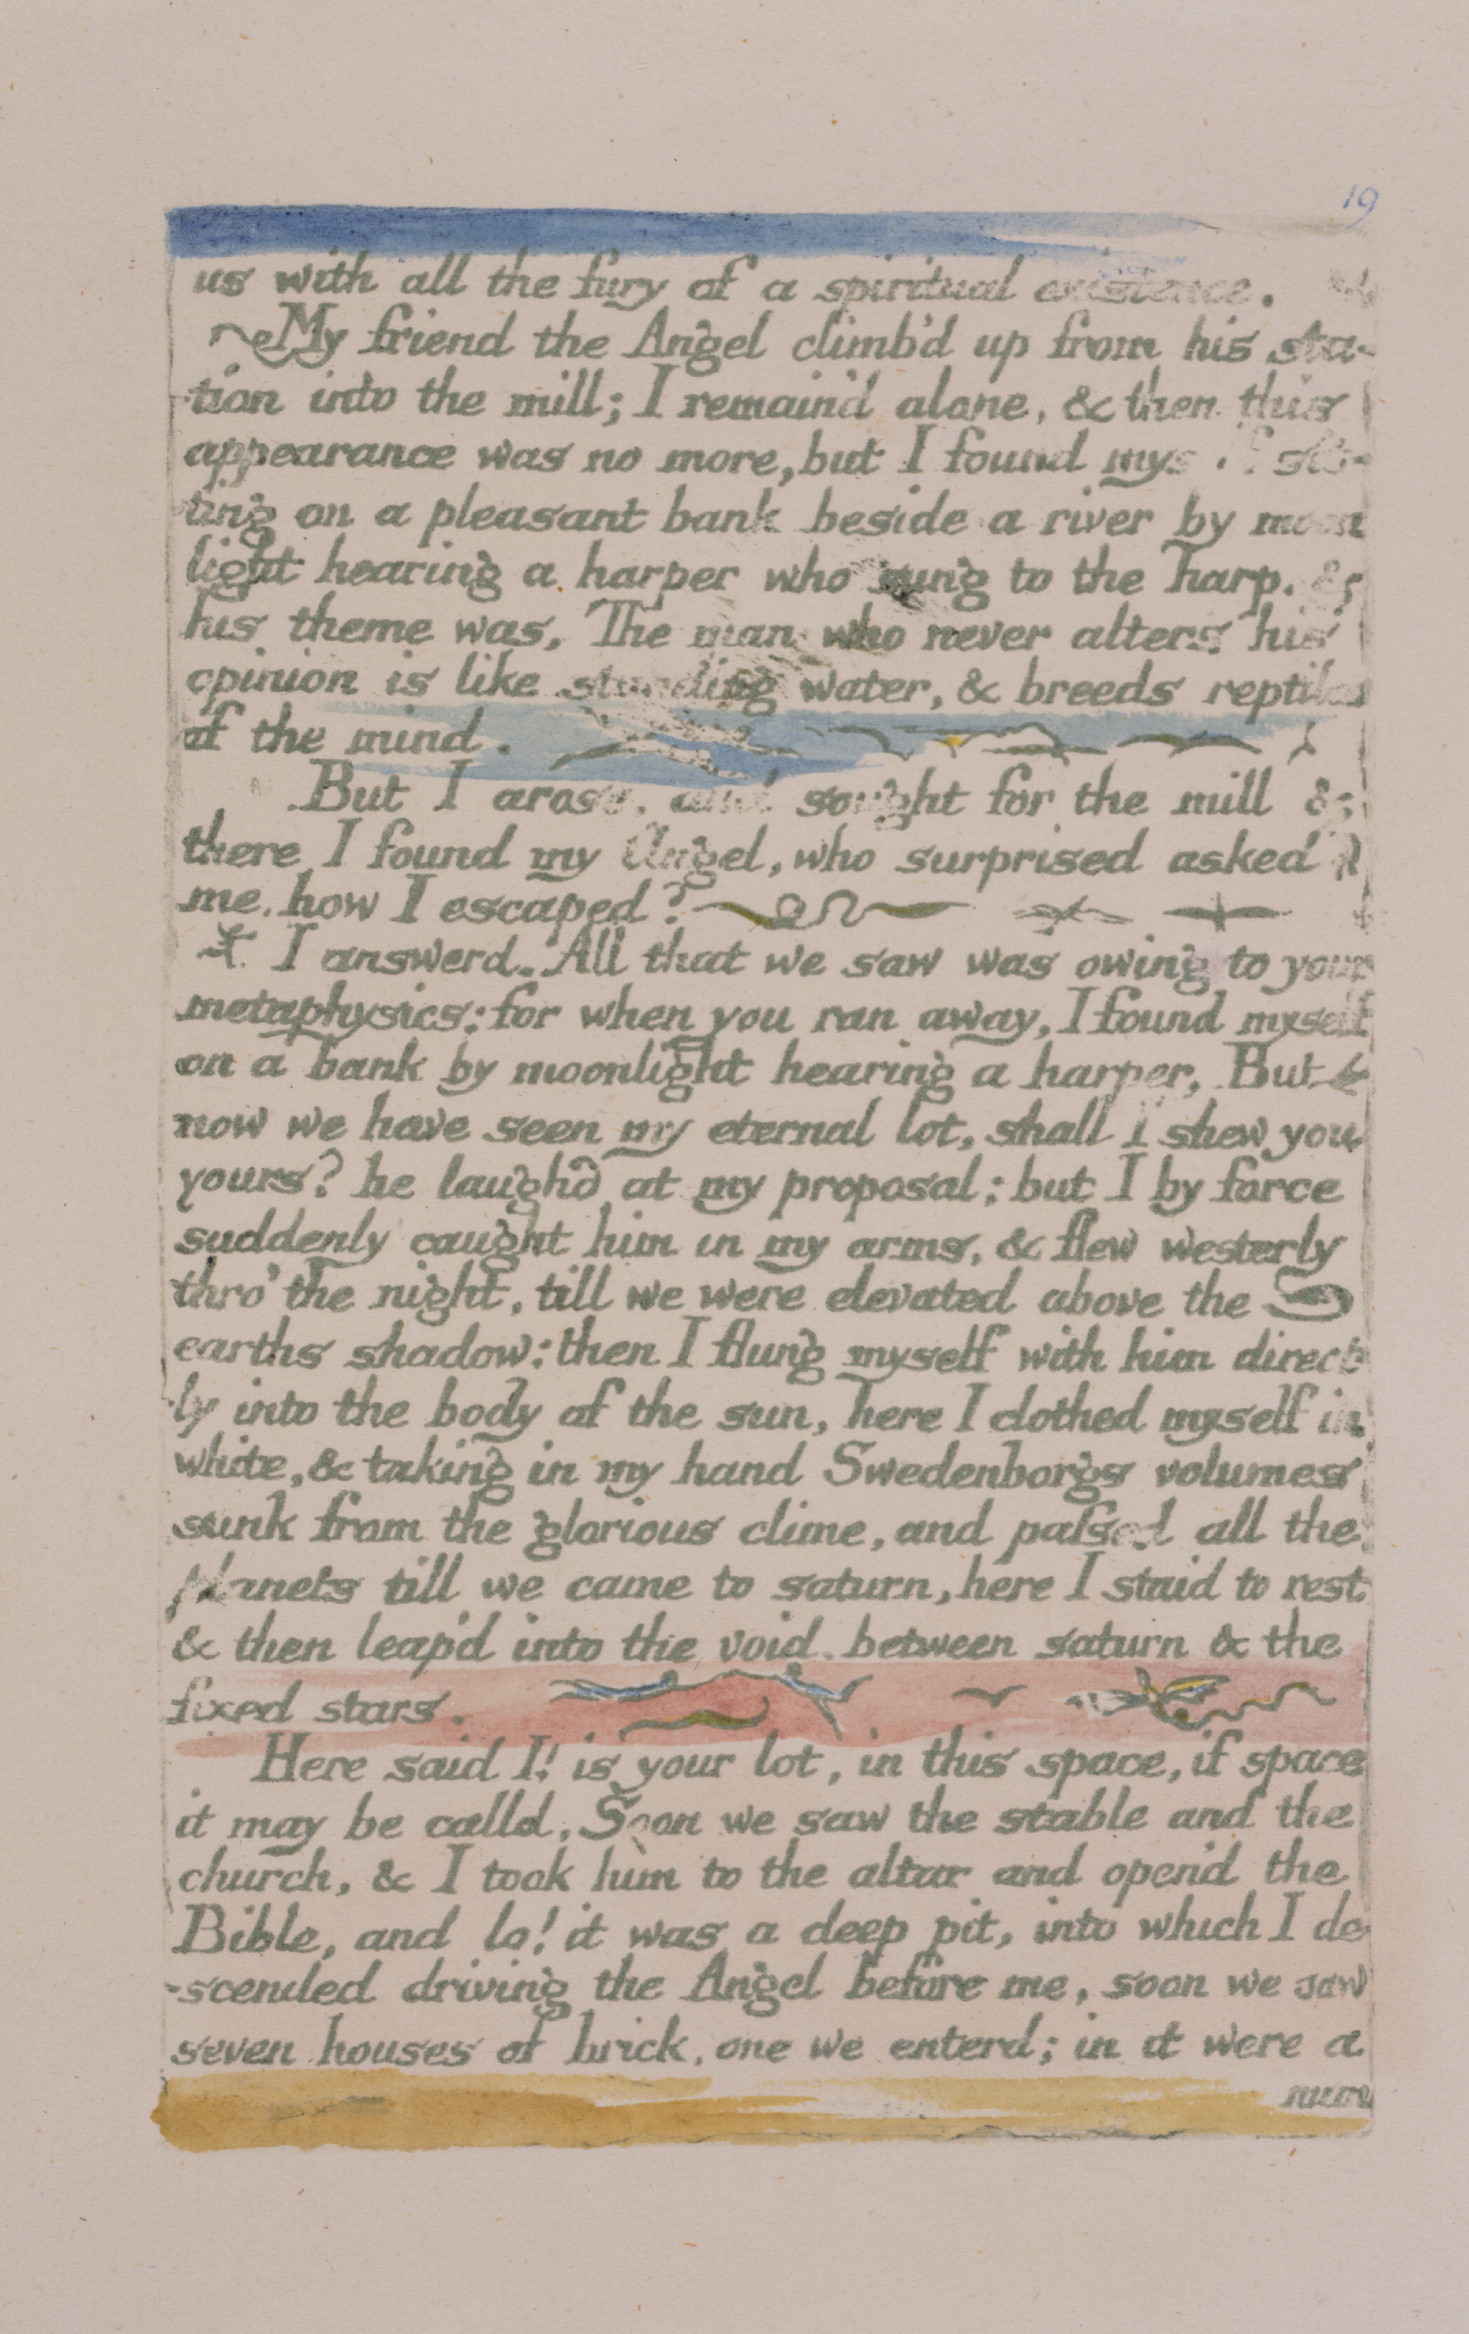 19
us with all the fury of a spiritual existence.
My friend the Angel climb'd up from his sta-
tion into the mill; I remain'd alone, & then this
appearance was no more, but I found myself sit-
ting on a pleasant bank beside a river by moon
light hearing a harper who sung to the harp. &
his theme was, The man who never alters his
opinion is like standing water, & breeds reptiles
of the mind.
But I arose, and sought for the mill &
there I found my Angel, who surprised asked
me, how I escaped?
I answerd. All that we saw was owing to your
metaphysics: for when you ran away, I found myself
on a bank by moonlight hearing a harper, But
now we have seen my eternal lot, shall I shew you
yours? he laugh'd at my proposal: but I by force
suddenly caught him in my arms, & flew westerly
thro' the night, till we were elevated above the
earths shadow: then I flung myself with him direct
ly into the body of the sun, here I clothed myself in
white, & taking in my hand Swedenborgs volumes
sunk from the glorious clime, and paſsed all the
planets till we came to saturn, here I staid to rest
& then leap'd into the void, between saturn & the
fixed stars.
Here said I! is your lot, in this space, if space
it may be calld, Soon we saw the stable and the
church, & I took him to the altar and open'd the
Bible, and lo! it was a deep pit, into which I de
-scended driving the Angel before me, soon we saw
seven houses of brick, one we enterd; in it were a